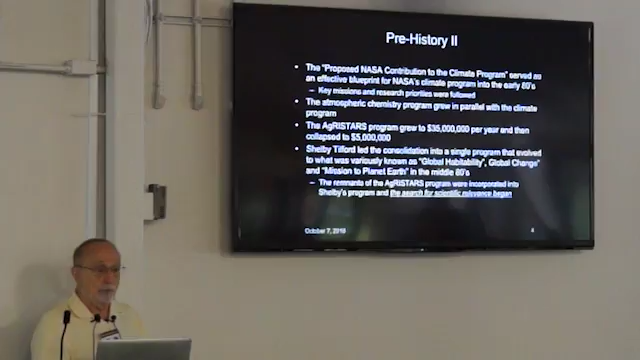 Pre-History II
• The "Proposed NASA Contribution to the Climate Program" served as
an effective blueprint for NASA's climate program into the early 80's
– Key missions and research priorities were followed
• The atmospheric chemistry program grew in parallel with the climate
program
• The AgRISTARS program grew to $35,000,000 per year and then
collapsed to $5,000,000
• Shelby Tilford led the consolidation into a single program that evolved
to what was variously known as "Global Habitability", Global Change"
and "Mission to Planet Earth" in the middle 80's
– The remnants of the AgRISTARS program were incorporated into
Shelby's program and the search for scientific relevance began
October 7,
4